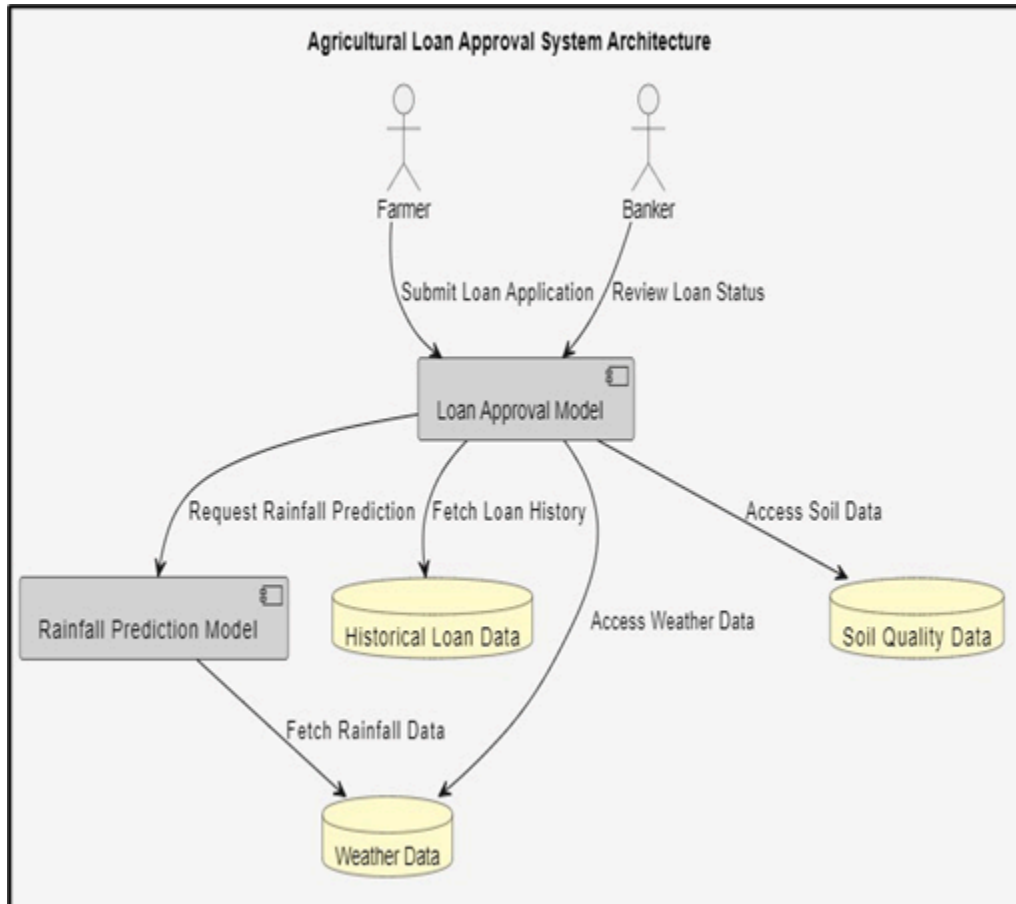 Agricultural Loan Approval System Architecture
Farmer
Banker
Submit Loan Application
Review Loan Status
Loan Approval Model
Request Rainfall Prediction
Fetch Loan History
Access Soil Data
Rainfall Prediction Model
Historical Loan Data
Access Weather Data
Soil Quality Data
Fetch Rainfall Data
Weather Data